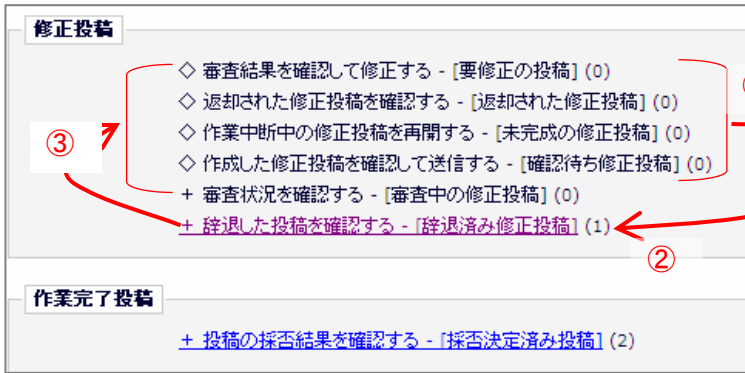 修正投稿
◇ 審査結果を確認して修正する - [要修正の投稿] (0)
◇ 返却された修正投稿を確認する - [返却された修正投稿] (0)
◇ 作業中断中の修正投稿を再開する - [未完成の修正投稿] (0)
③
◇ 作成した修正投稿を確認して送信する - [確認待ち修正投稿] (0)
+ 審査状況を確認する - [審査中の修正投稿] (0)
+ 辞退した投稿を確認する - [辞退済み修正投稿] (1)
②
作業完了投稿
+ 投稿の採否結果を確認する - [採否決定済み投稿] (2)